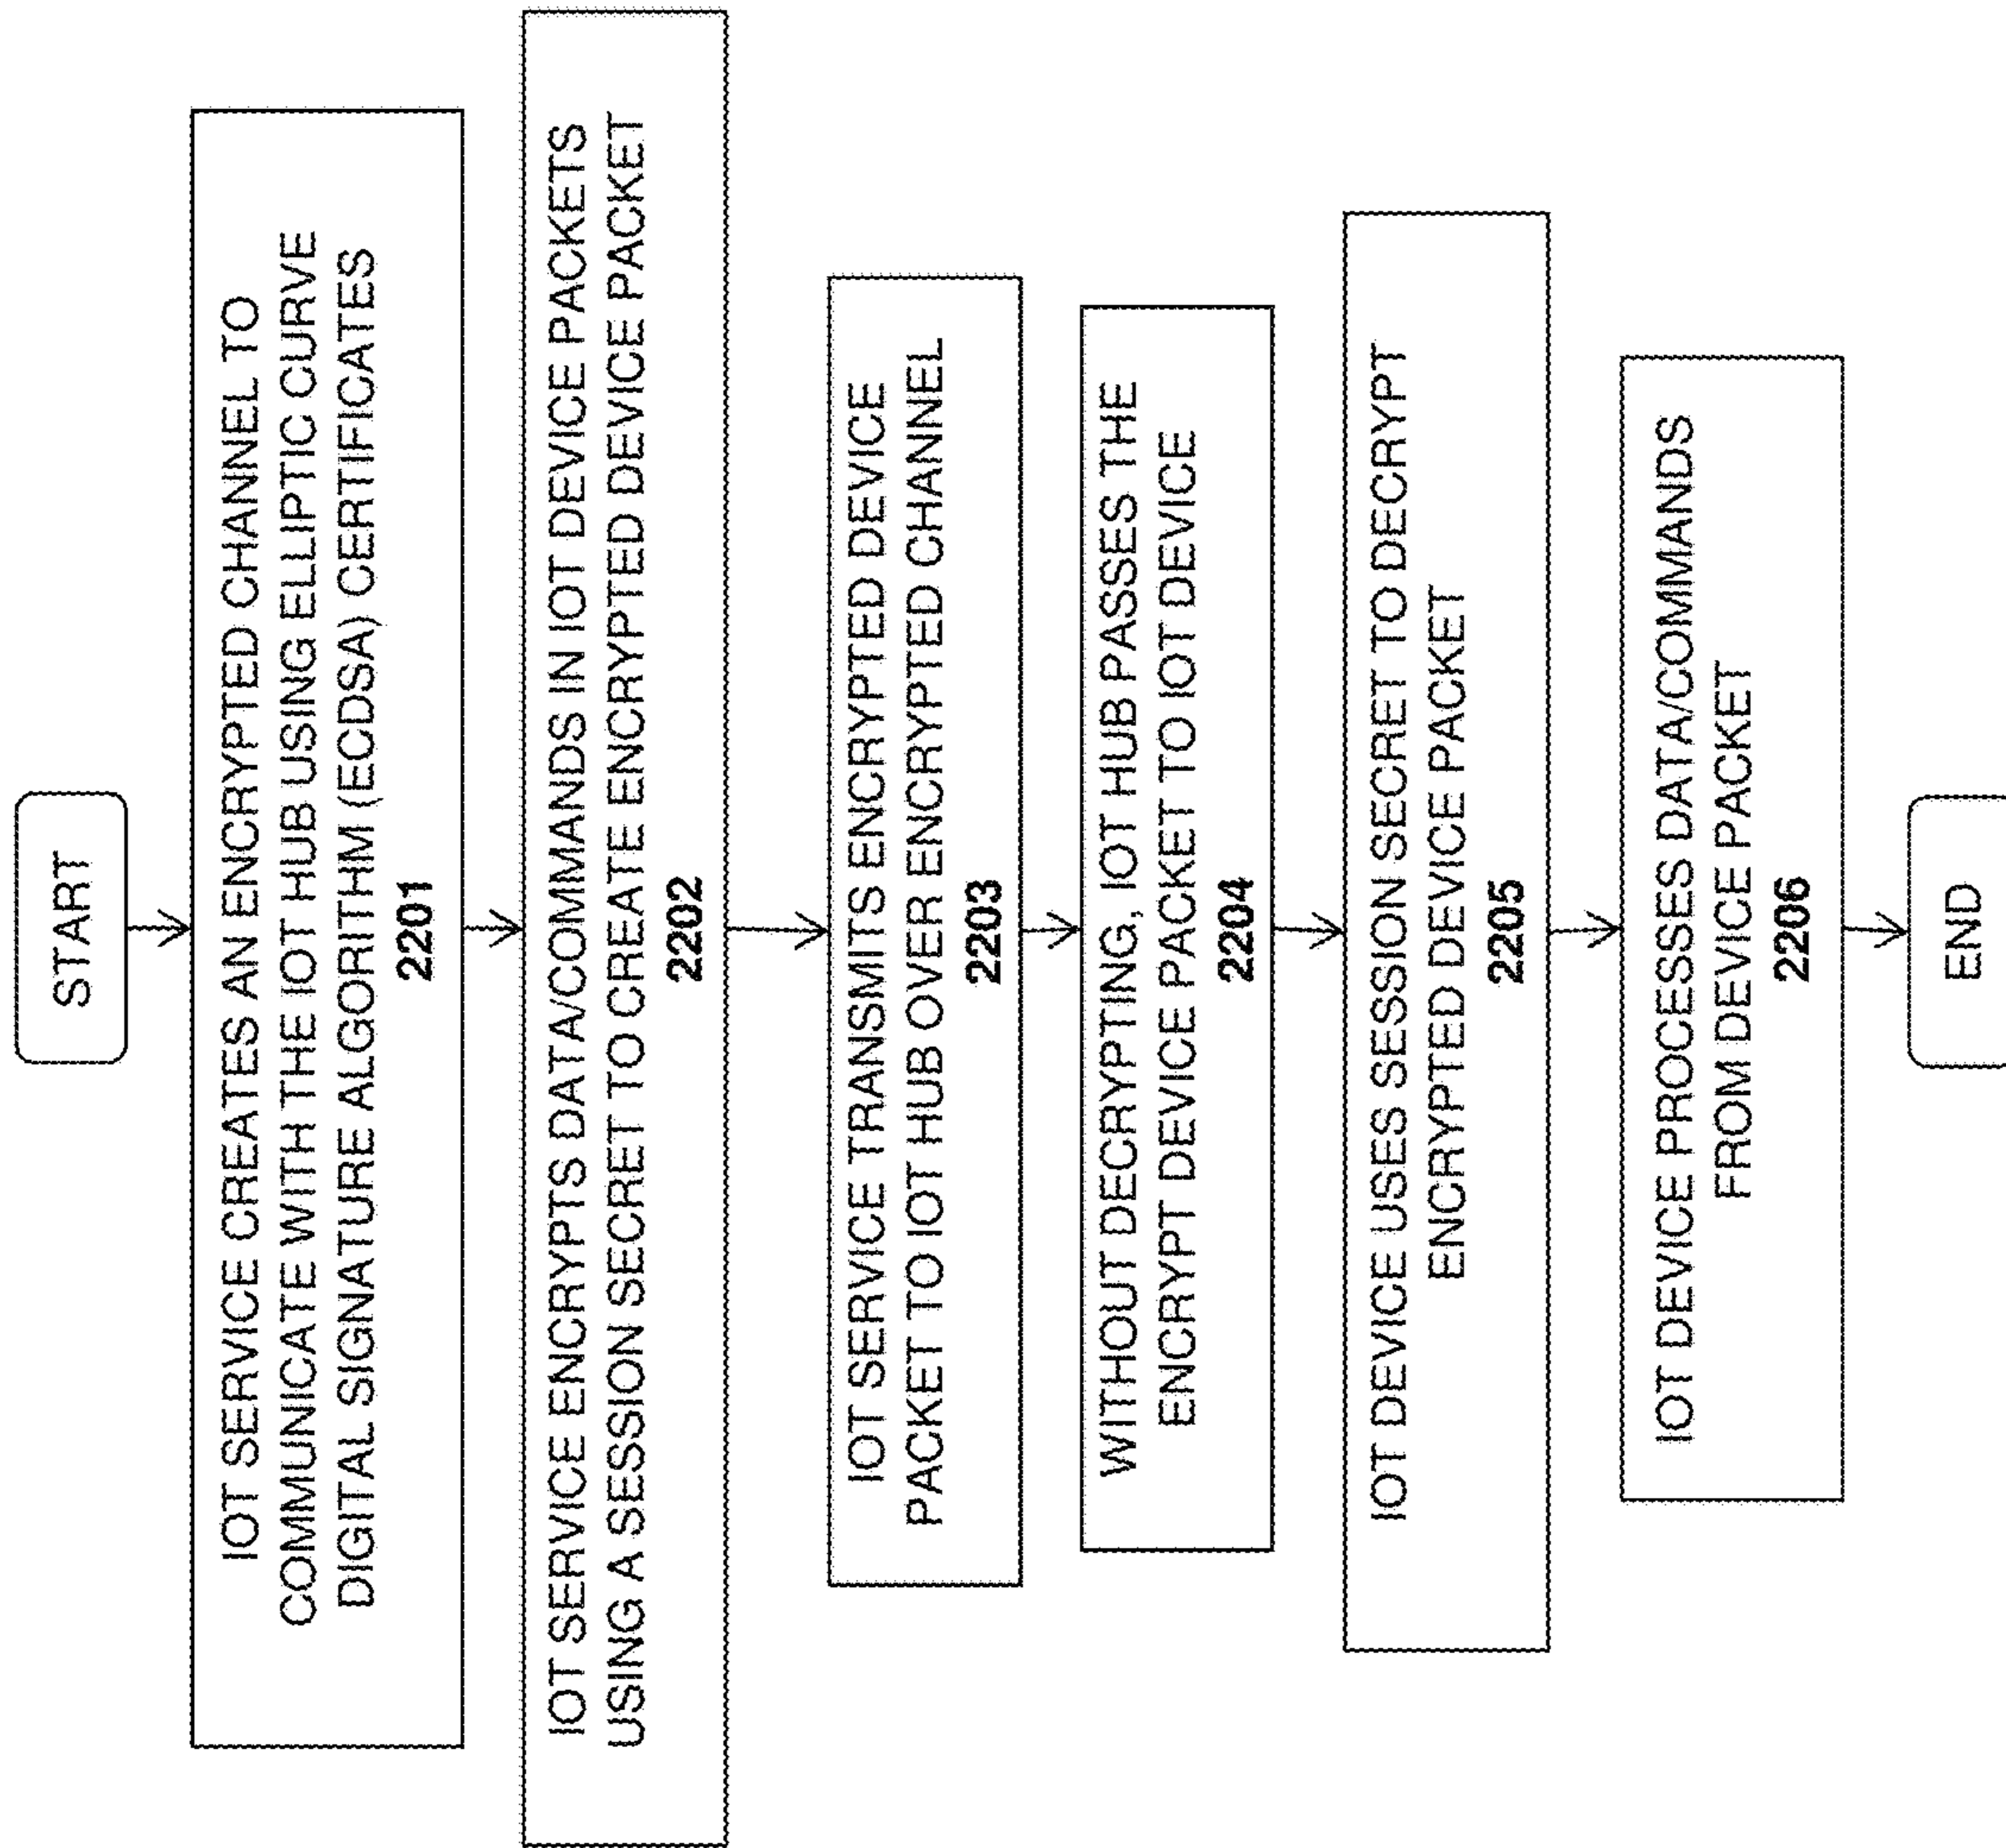 START
IOT SERVICE CREATES AN ENCRYPTED CHANNEL TO
COMMUNICATE WITH THE IOT HUB USING ELLIPTIC CURVE
DIGITAL SIGNATURE ALGORITHM (ECDSA) CERTIFICATES
2201
IOT SERVICE ENCRYPTS DATA/COMMANDS IN IOT DEVICE PACKETS
USING A SESSION SECRET TO CREATE ENCRYPTED DEVICE PACKET
2202
IOT SERVICE TRANSMITS ENCRYPTED DEVICE
PACKET TO IOT HUB OVER ENCRYPTED CHANNEL
2203
WITHOUT DECRYPTING, IOT HUB PASSES THE
ENCRYPT DEVICE PACKET TO IOT DEVICE
2204
IOT DEVICE USES SESSION SECRET TO DECRYPT
ENCRYPTED DEVICE PACKET
2205
IOT DEVICE PROCESSES DATA/COMMANDS
FROM DEVICE PACKET
2206
END